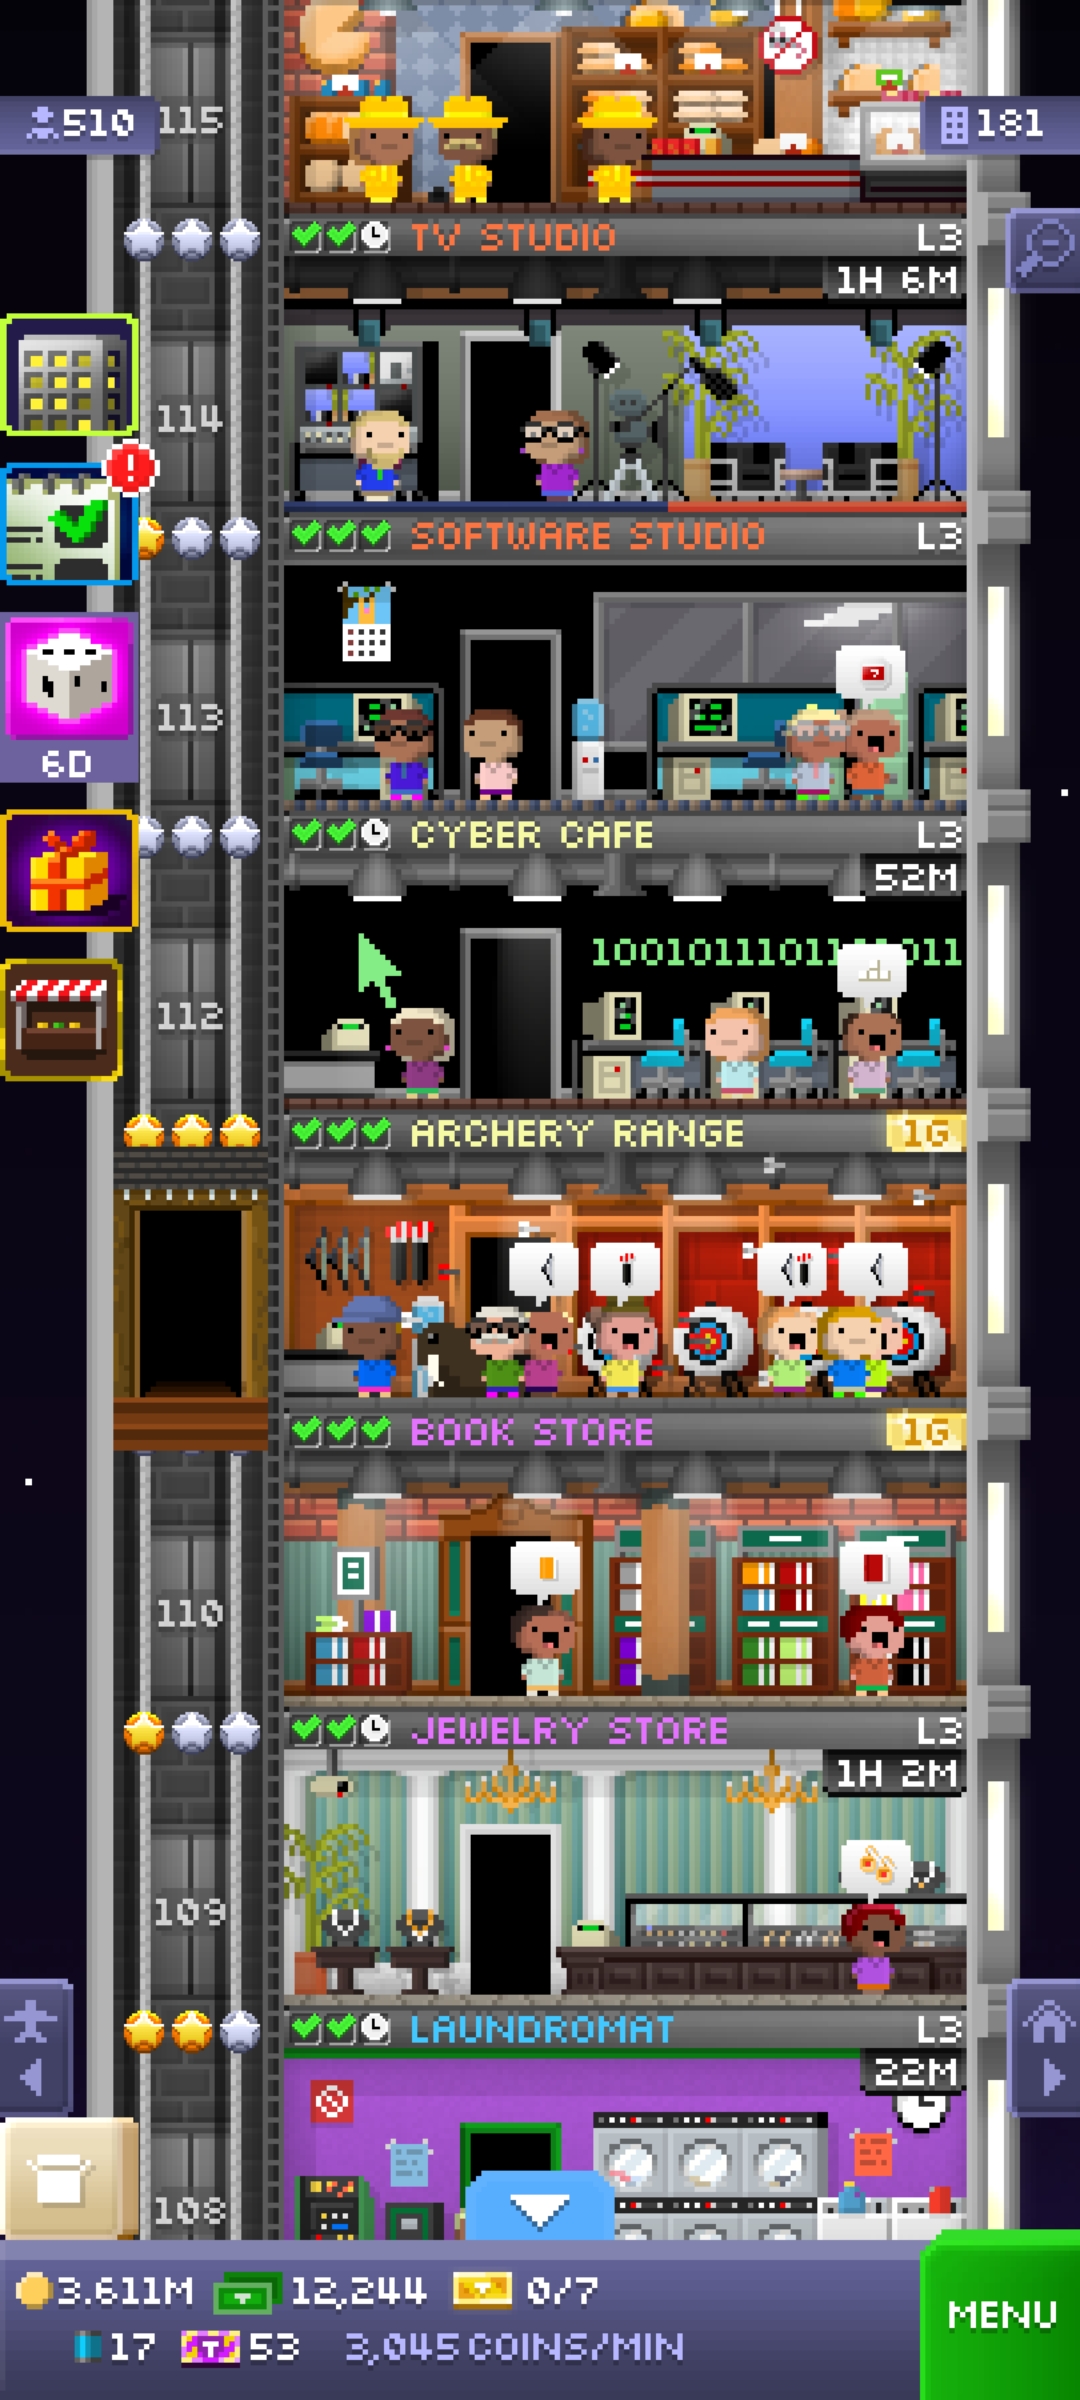 510
115
181
TV STUDIO
L3
1H 6M
114
SOFTWARE STUDIO
L3
113
6D
CYBER CAFE
L3
52M
112
ARCHERY RANGE
1G
BOOK STORE
1G
110
JEWELRY STORE
L3
1H 2M
109
LAUNDROMAT
L3
22M
108
3.611M
12,244
0/7
MENU
17
53
3,045 COINS/MIN